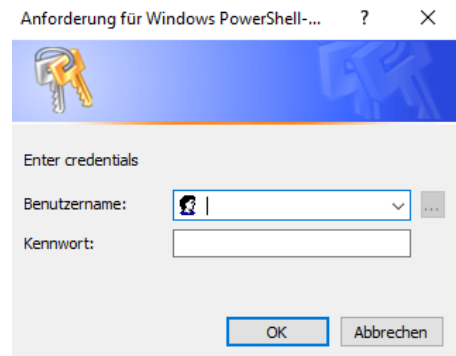 Anforderung für Windows PowerShell-... ?
Enter credentials
Benutzername:
...
Kennwort:
OK Abbrechen